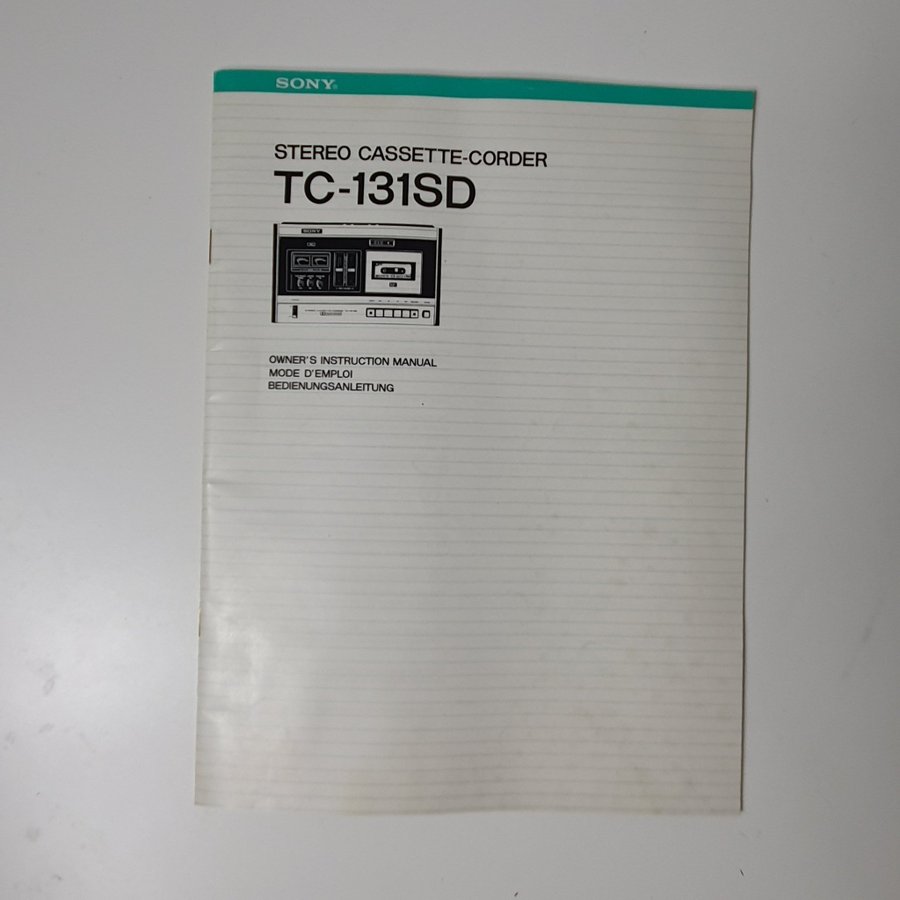 SONY®
STEREO CASSETTE-CORDER
TC-131SD
SONY
OWNER'S INSTRUCTION MANUAL
MODE D'EMPLOI
BEDIENUNGSANLEITUNG